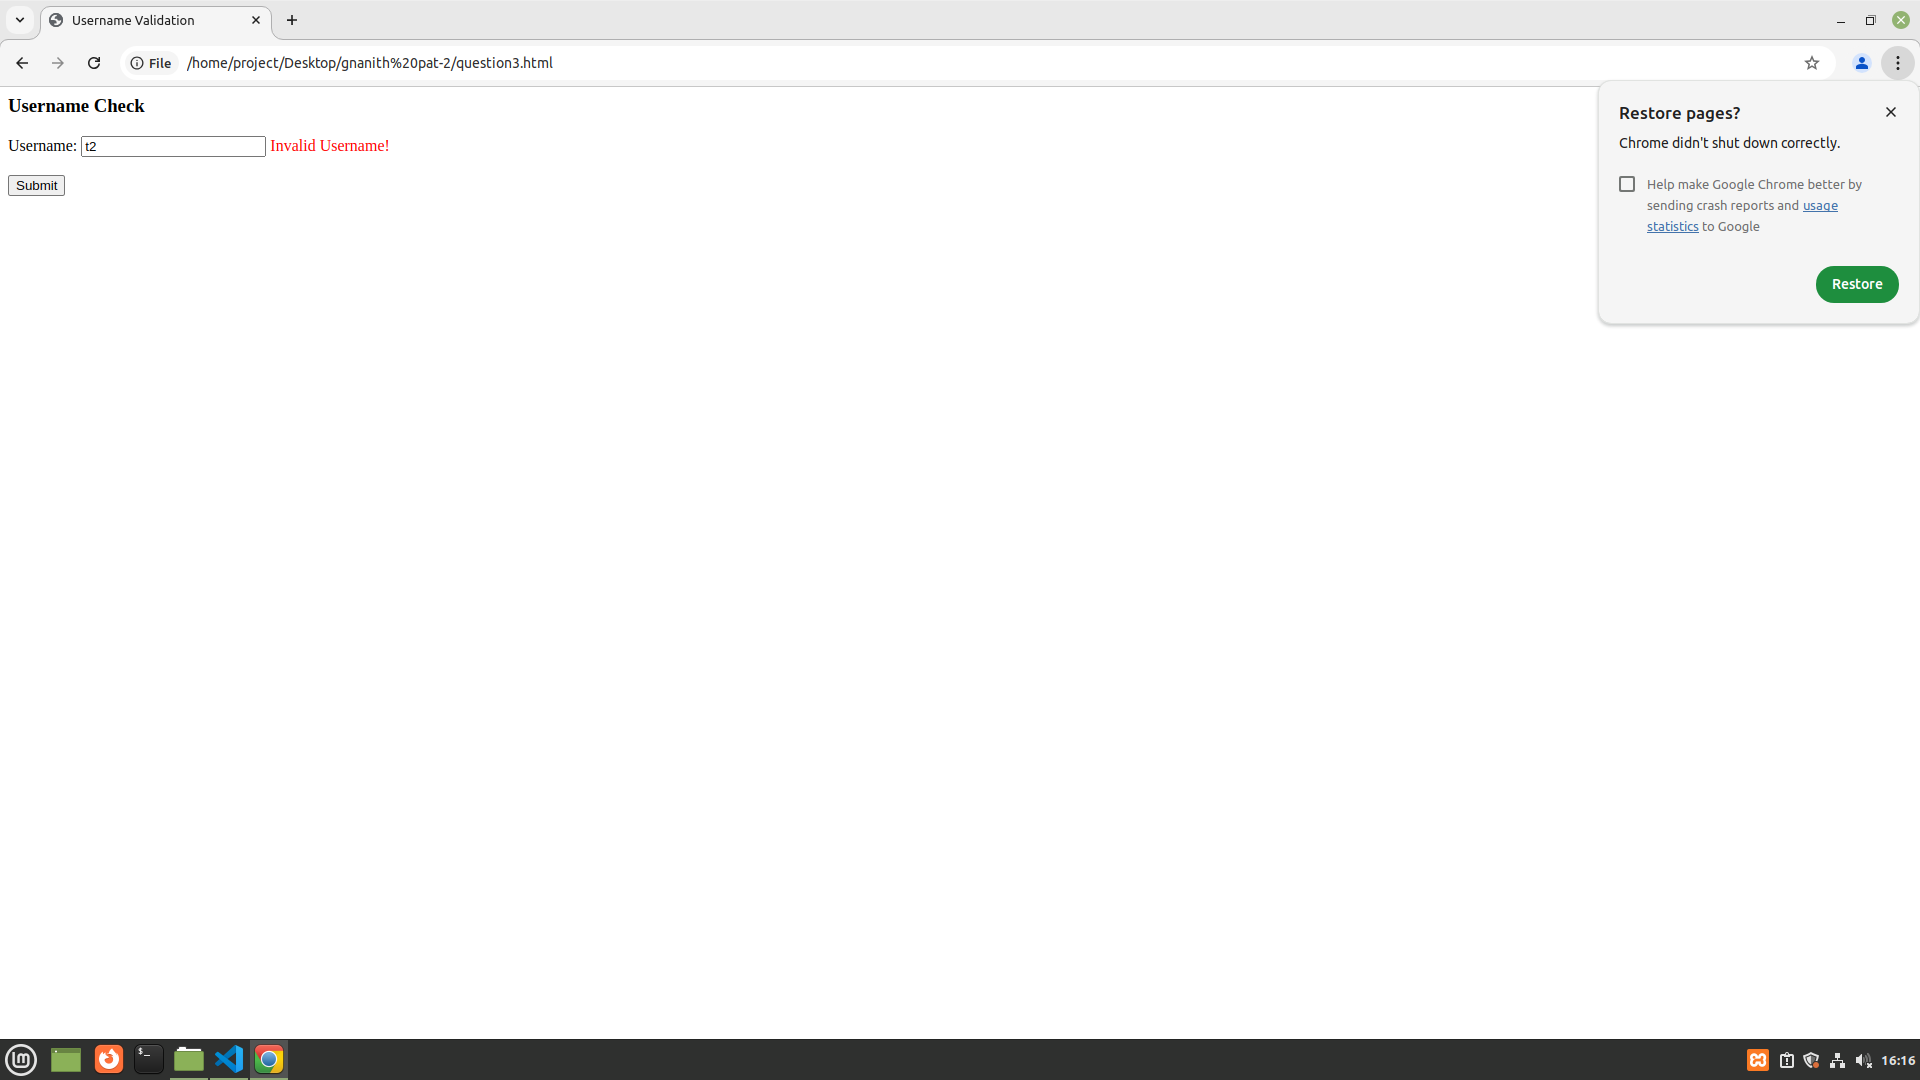 Username Validation
File /home/project/Desktop/gnanith%20pat-2/question3.html
Username Check
Username: t2 Invalid Username!
Submit
Restore pages?
Chrome didn't shut down correctly.
Help make Google Chrome better by
sending crash reports and usage
statistics to Google
Restore
$_
16:16